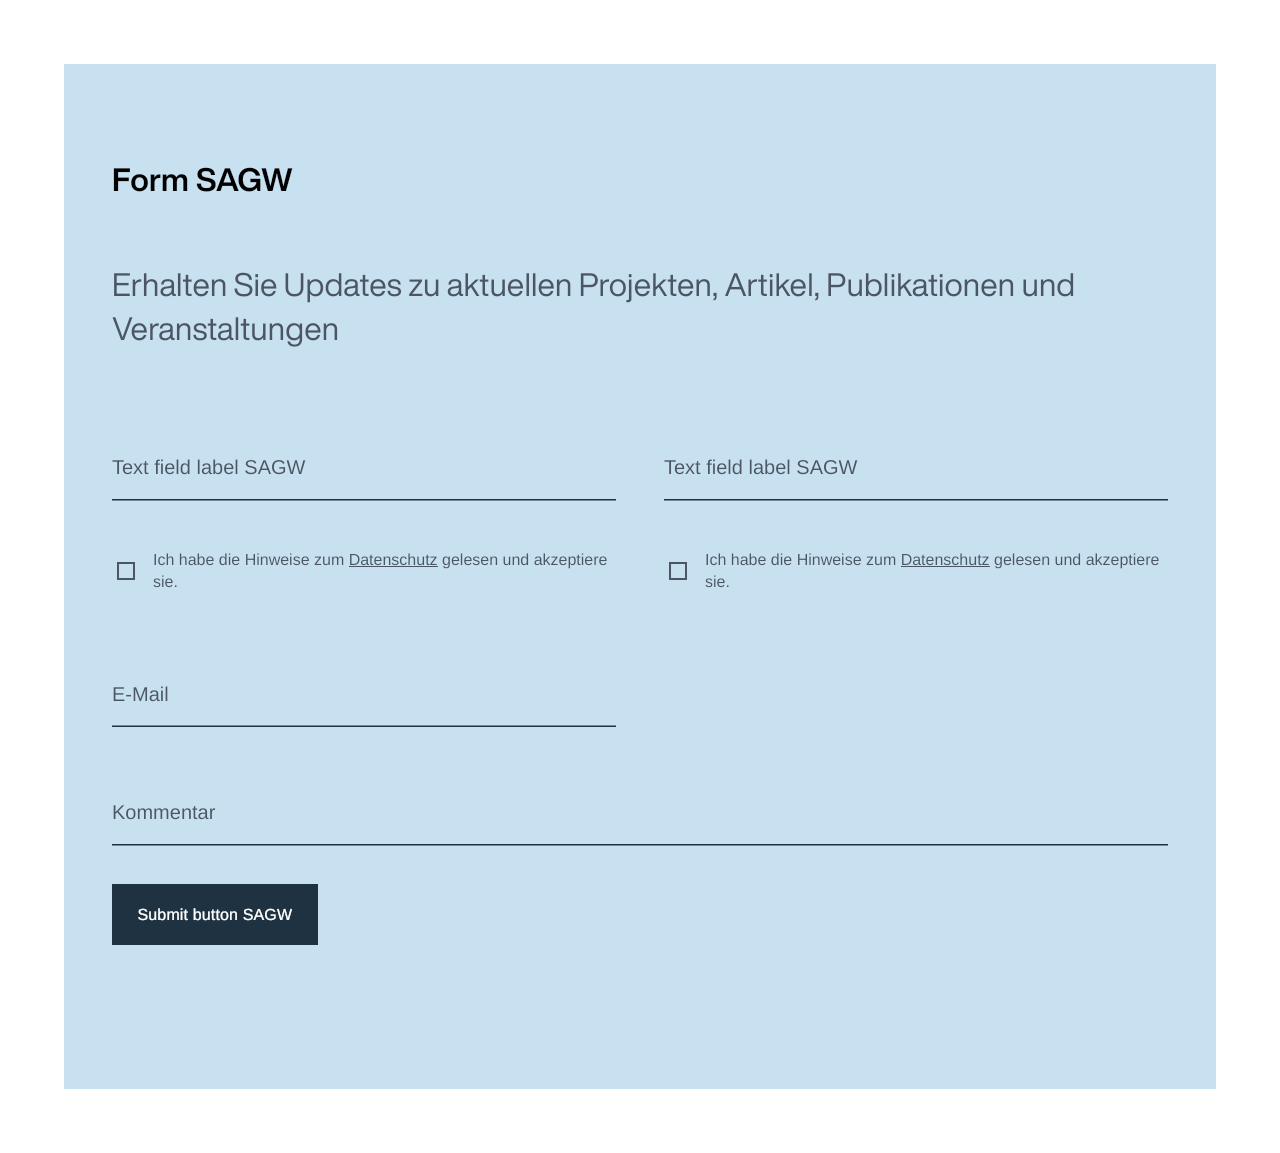 Form SAGW
Erhalten Sie Updates zu aktuellen Projekten, Artikel, Publikationen und
Veranstaltungen
Text field label SAGW
Text field label SAGW
Ich habe die Hinweise zum Datenschutz gelesen und akzeptiere
sie.
Ich habe die Hinweise zum Datenschutz gelesen und akzeptiere
sie.
E-Mail
Kommentar
Submit button SAGW